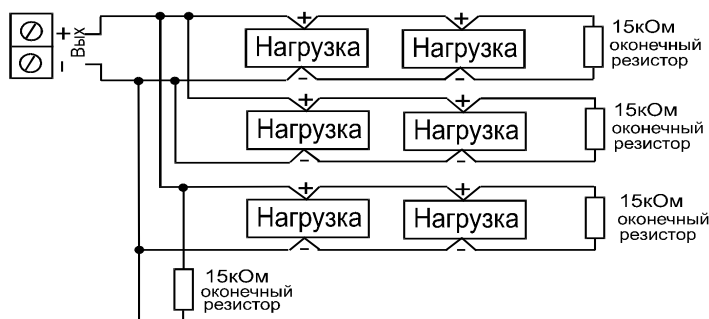 +
-
Вых
+ +
Нагрузка Нагрузка
- -
15кОм
оконечный
резистор
+ +
Нагрузка Нагрузка
- -
15кОм
оконечный
резистор
+ +
Нагрузка Нагрузка
- -
15кОм
оконечный
резистор
15кОм
оконечный
резистор